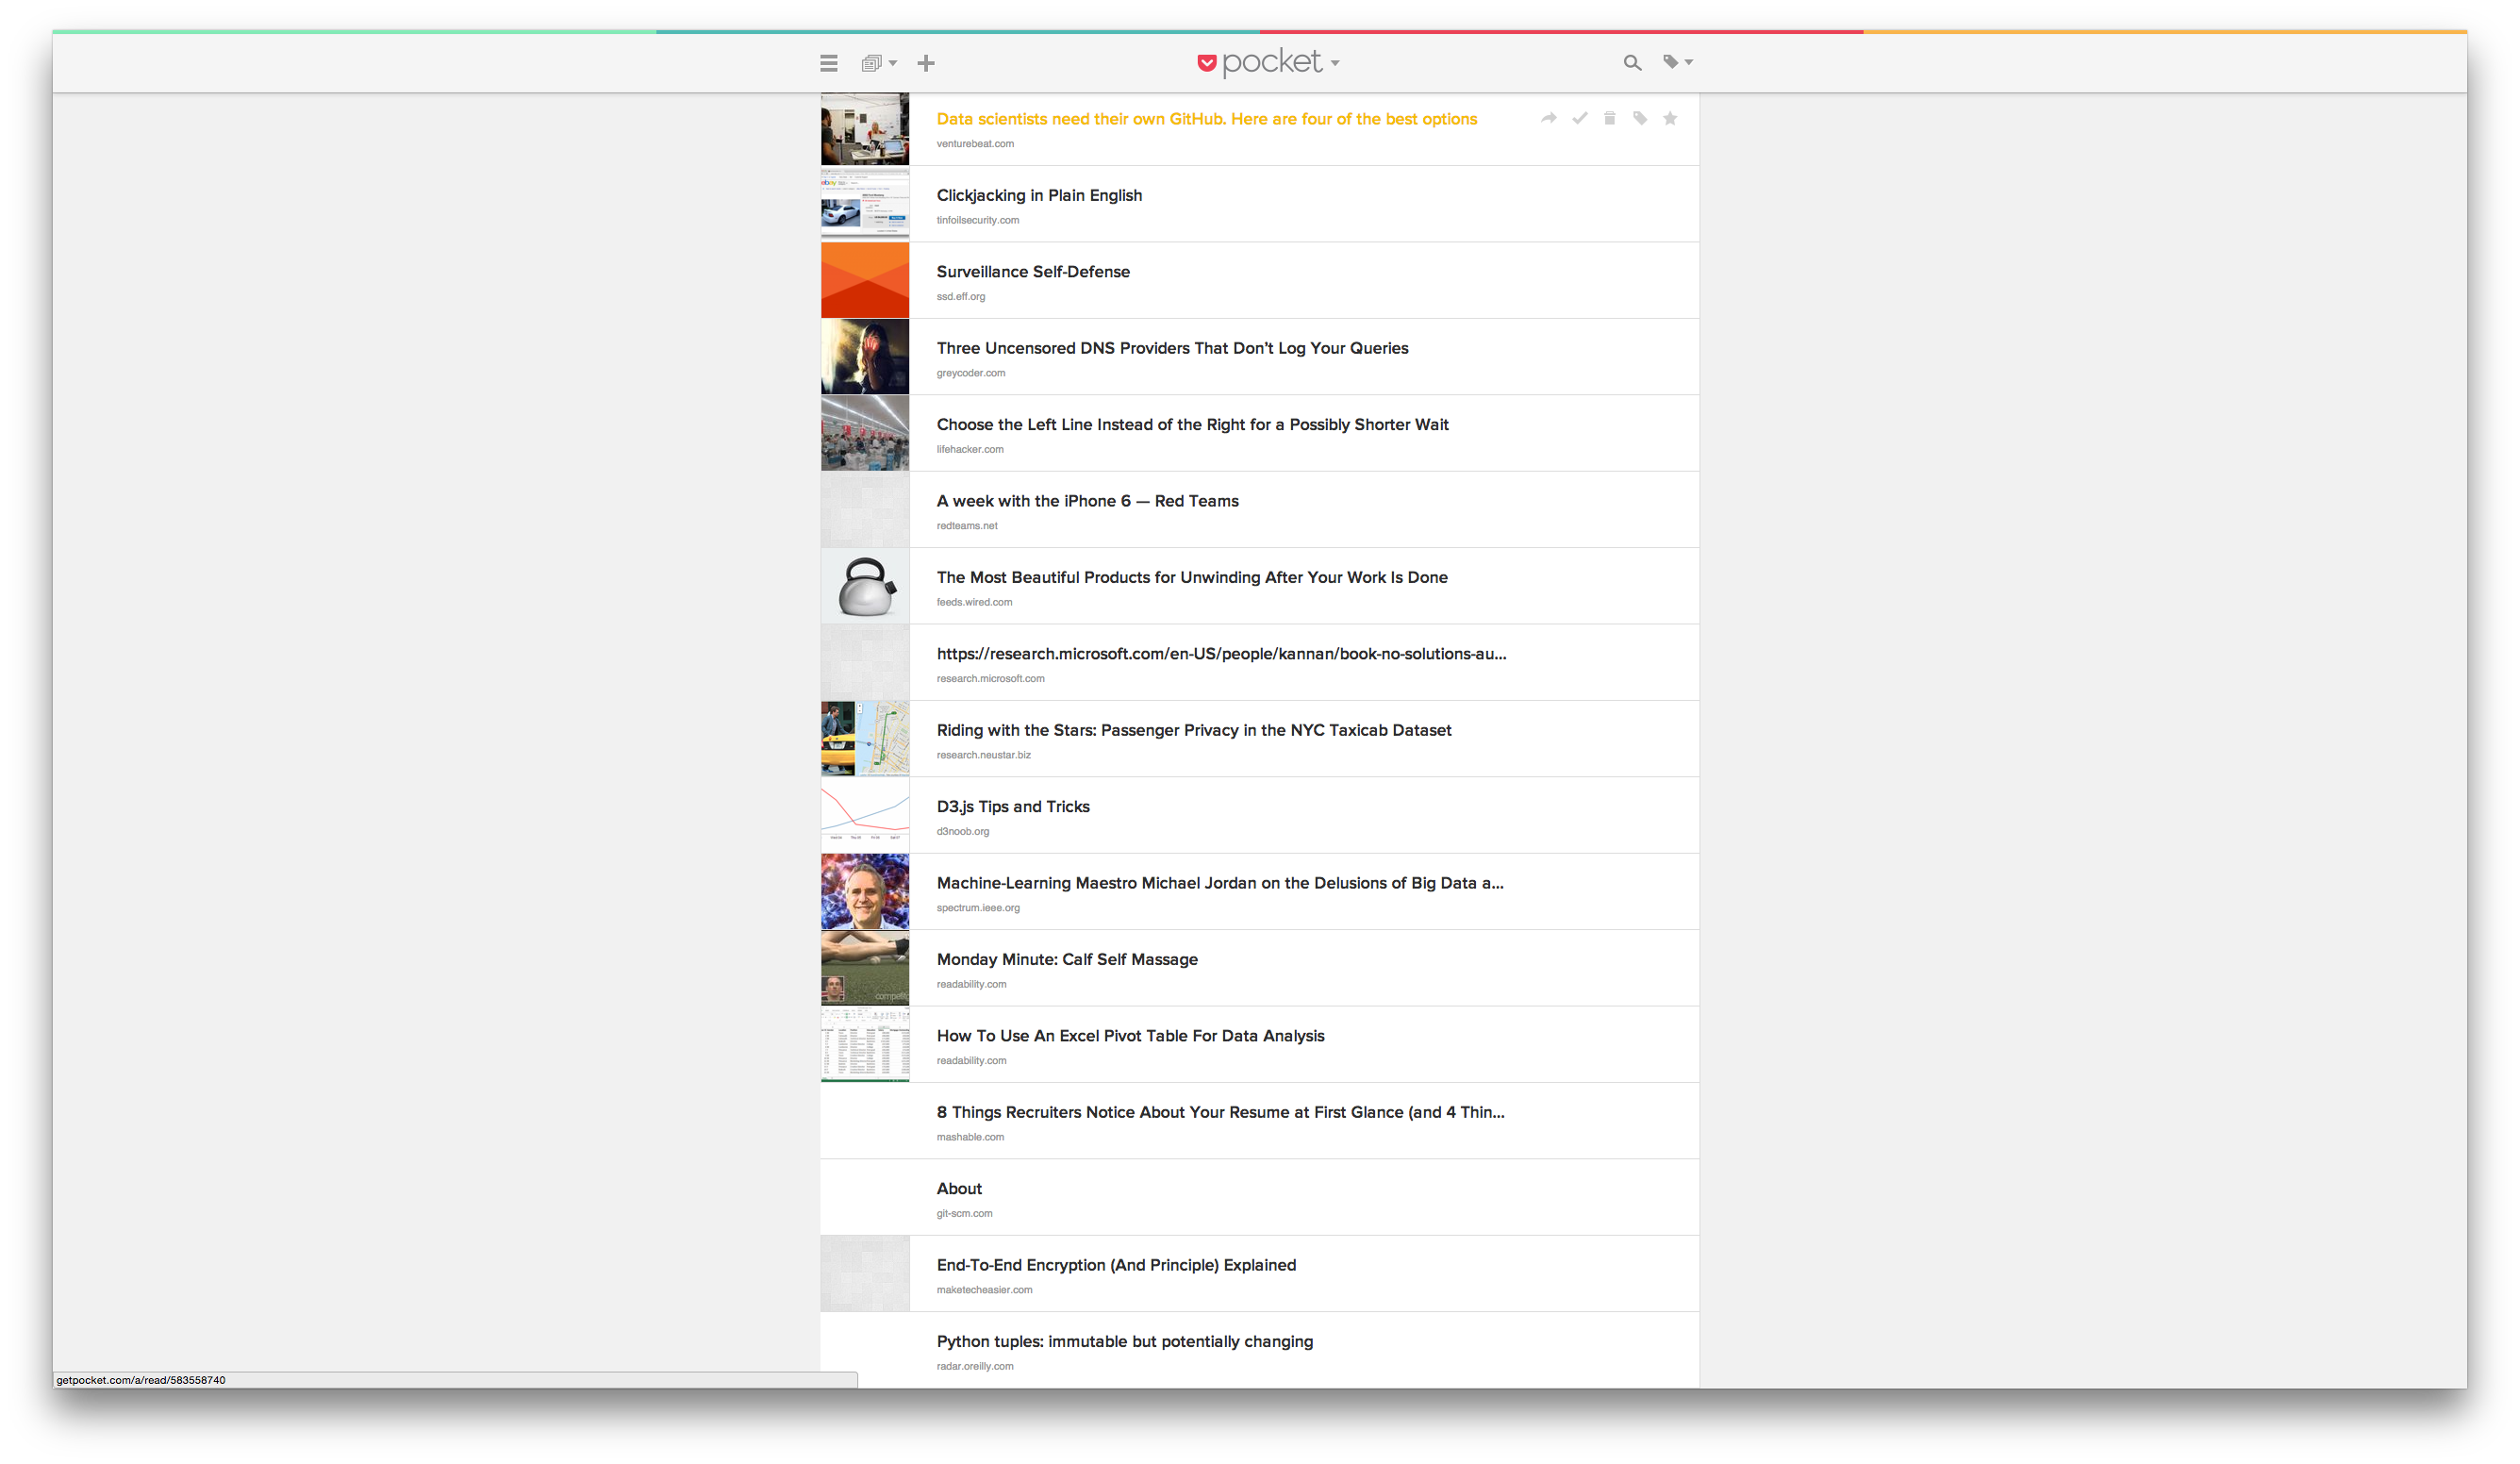 pocket
Data scientists need their own GitHub. Here are four of the best options
venturebeat.com
Clickjacking in Plain English
tinfoilsecurity.com
Surveillance Self-Defense
ssd.eff.org
Three Uncensored DNS Providers That Don’t Log Your Queries
greycoder.com
Choose the Left Line Instead of the Right for a Possibly Shorter Wait
lifehacker.com
A week with the iPhone 6 — Red Teams
redteams.net
The Most Beautiful Products for Unwinding After Your Work Is Done
feeds.wired.com
https://research.microsoft.com/en-US/people/kannan/book-no-solutions-au...
research.microsoft.com
Riding with the Stars: Passenger Privacy in the NYC Taxicab Dataset
research.neustar.biz
D3.js Tips and Tricks
d3noob.org
Machine-Learning Maestro Michael Jordan on the Delusions of Big Data a...
spectrum.ieee.org
Monday Minute: Calf Self Massage
readability.com
How To Use An Excel Pivot Table For Data Analysis
readability.com
8 Things Recruiters Notice About Your Resume at First Glance (and 4 Thin...
mashable.com
About
git-scm.com
End-To-End Encryption (And Principle) Explained
maketecheasier.com
Python tuples: immutable but potentially changing
radar.oreilly.com
getpocket.com/a/read/583558740